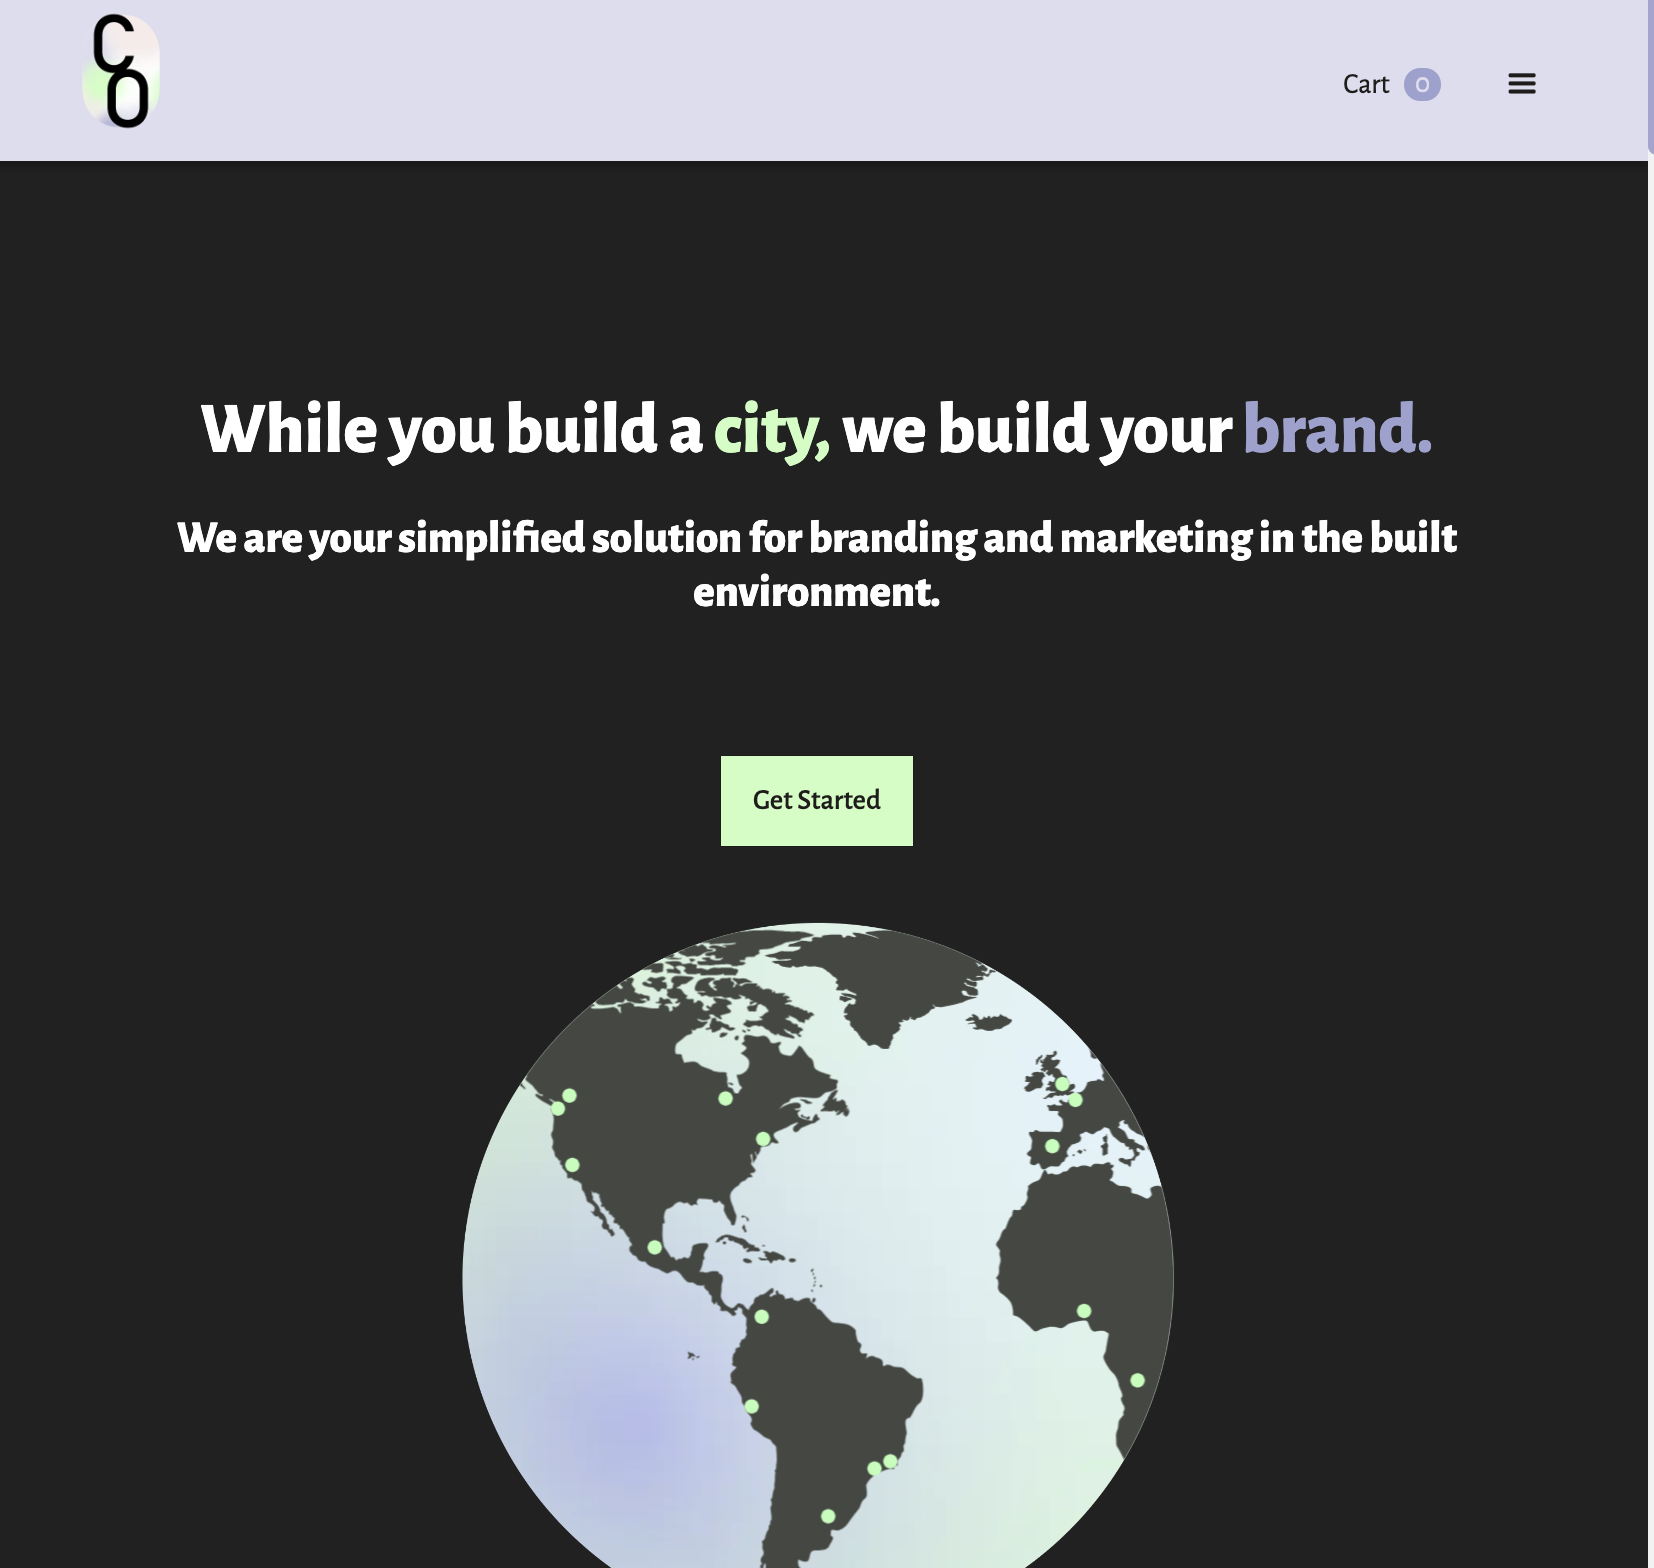 CO
Cart 0
While you build a city, we build your brand.
We are your simplified solution for branding and marketing in the built
environment.
Get Started